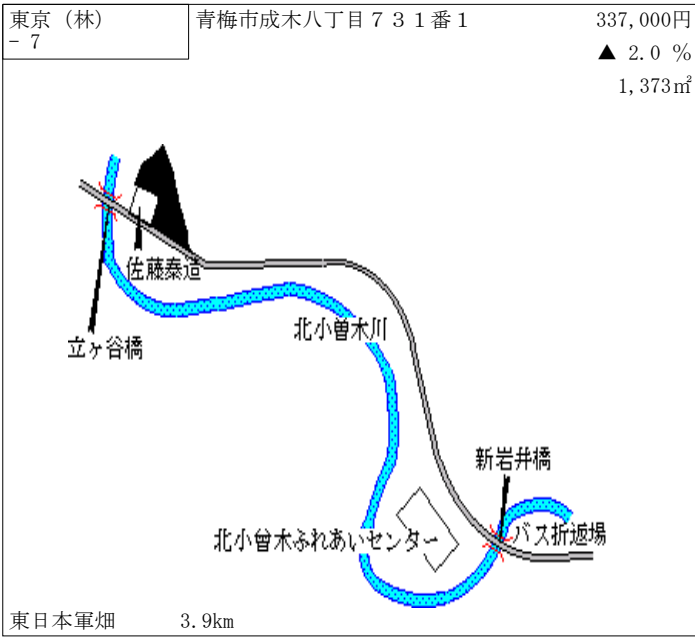 東京（林） 青梅市成木八丁目７３１番１ 337,000円
－７
▲ 2.0 %
1,373㎡
佐藤泰造
立ヶ谷橋
北小曽木川
新岩井橋
北小曽木ふれあいセンター
バス折返場
東日本軍畑 3.9km